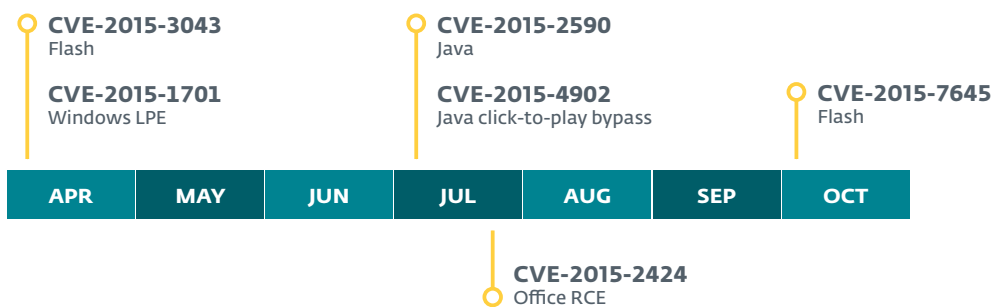 CVE-2015-3043
Flash
CVE-2015-1701
Windows LPE
CVE-2015-2590
Java
CVE-2015-4902
Java click-to-play bypass
CVE-2015-7645
Flash
APR MAY JUN JUL AUG SEP OCT
CVE-2015-2424
Office RCE